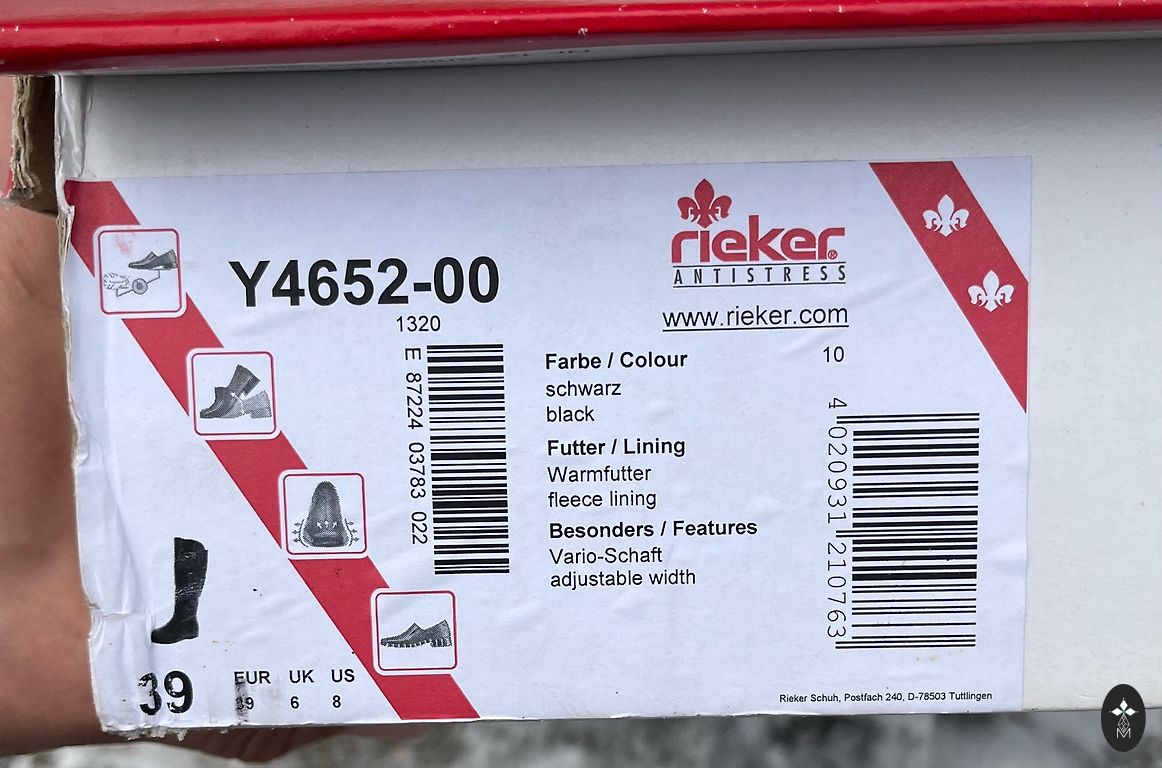 Y4652-00
1320
E 87224 03783 022
rieker®
ANTISTRESS
www.rieker.com
Farbe / Colour
schwarz
black
Futter / Lining
Warmfutter
fleece lining
Besonders / Features
Vario-Schaft
adjustable width
10
4 020931 210763
39
EUR UK US
39 6 8
Rieker Schuh, Postfach 240, D-78503 Tuttlingen
M